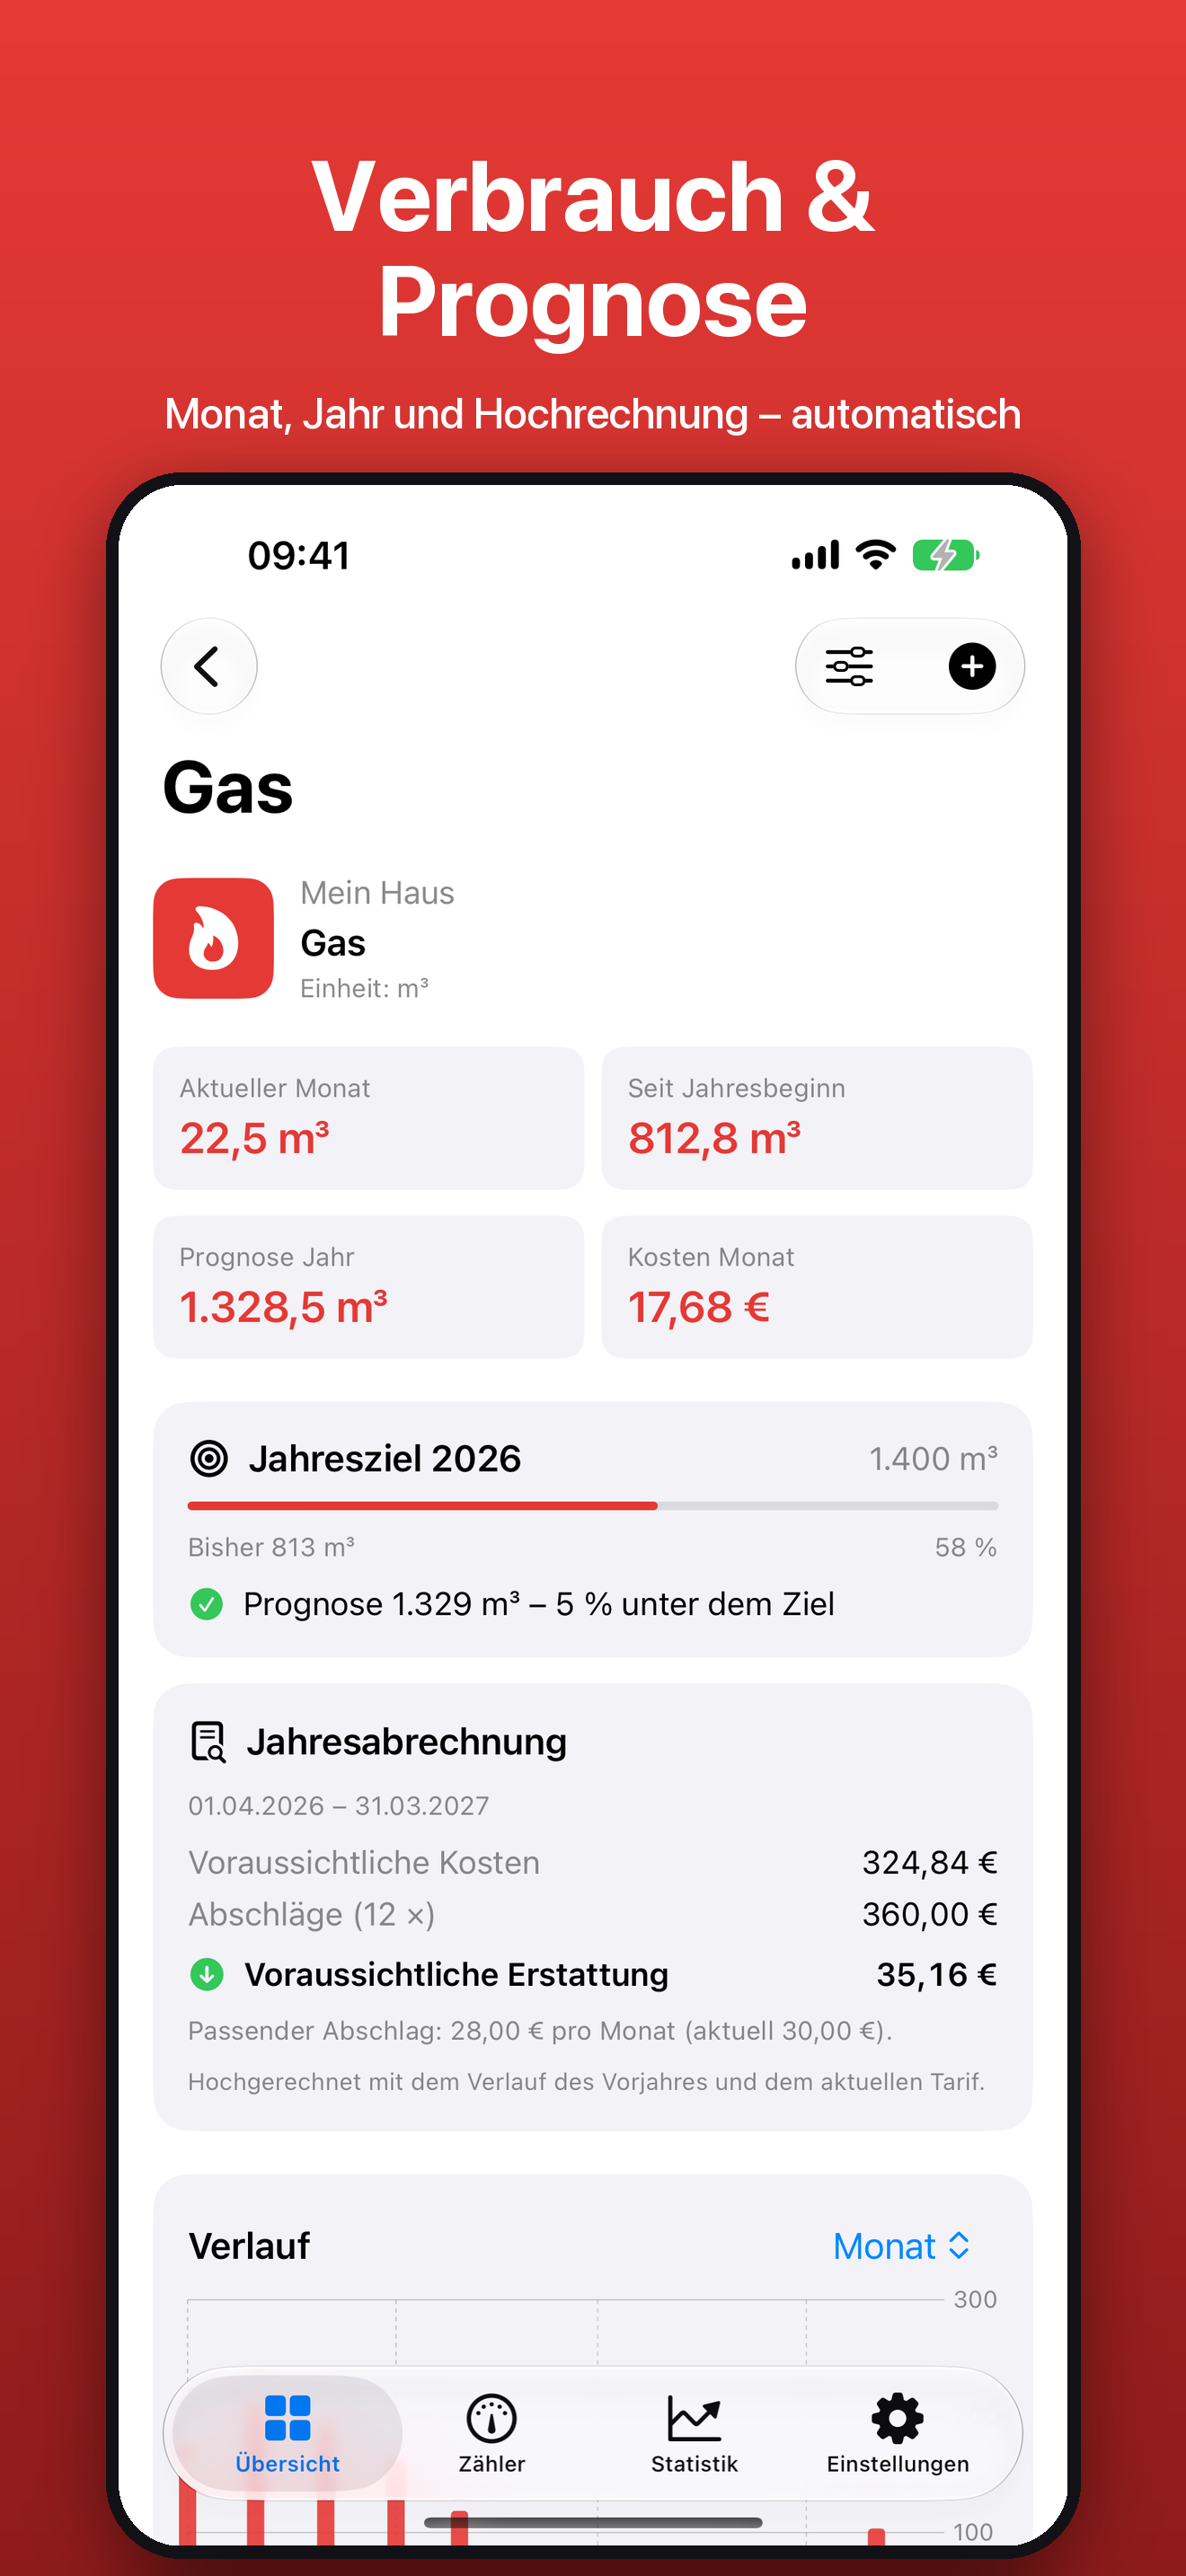 Verbrauch &
Prognose
Monat, Jahr und Hochrechnung – automatisch
09:41
Gas
Mein Haus
Gas
Einheit: m³
Aktueller Monat
22,5 m³
Seit Jahresbeginn
812,8 m³
Prognose Jahr
1.328,5 m³
Kosten Monat
17,68 €
Jahresziel 2026 1.400 m³
Bisher 813 m³ 58 %
Prognose 1.329 m³ – 5 % unter dem Ziel
Jahresabrechnung
01.04.2026 – 31.03.2027
Voraussichtliche Kosten 324,84 €
Abschläge (12 ×) 360,00 €
Voraussichtliche Erstattung 35,16 €
Passender Abschlag: 28,00 € pro Monat (aktuell 30,00 €).
Hochgerechnet mit dem Verlauf des Vorjahres und dem aktuellen Tarif.
Verlauf Monat
300
Übersicht Zähler Statistik Einstellungen
100